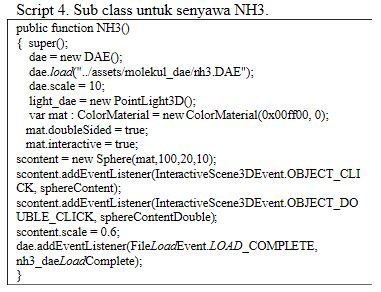 Script 4. Sub class untuk senyawa NH3.
public function NH3()
{ super();
dae = new DAE();
dae.load("../assets/molekul_dae/nh3.DAE");
dae.scale = 10;
light_dae = new PointLight3D();
var mat : ColorMaterial = new ColorMaterial(0x00ff00, 0);
mat.doubleSided = true;
mat.interactive = true;
scontent = new Sphere(mat,100,20,10);
scontent.addEventListener(InteractiveScene3DEvent.OBJECT_CLI
CK, sphereContent);
scontent.addEventListener(InteractiveScene3DEvent.OBJECT_DO
UBLE_CLICK, sphereContentDouble);
scontent.scale = 0.6;
dae.addEventListener(FileLoadEvent.LOAD_COMPLETE,
nh3_daeLoadComplete);
}